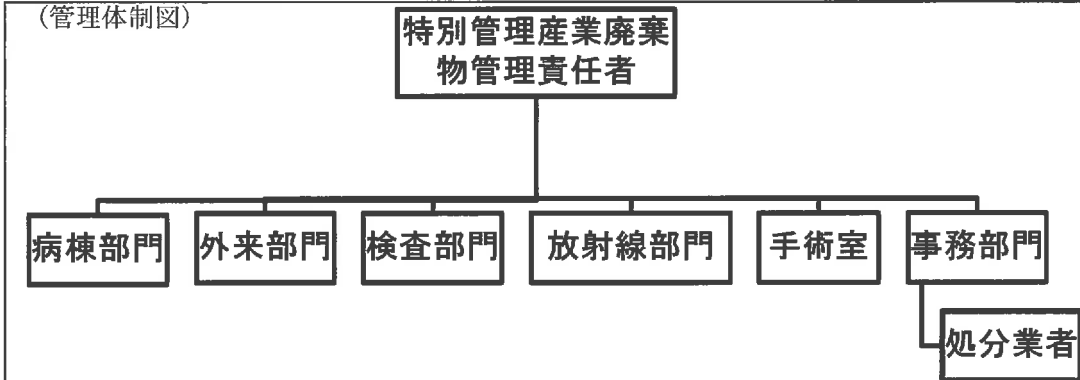 (管理体制図)
特別管理産業廃棄
物管理責任者
病棟部門
外来部門
検査部門
放射線部門
手術室
事務部門
処分業者